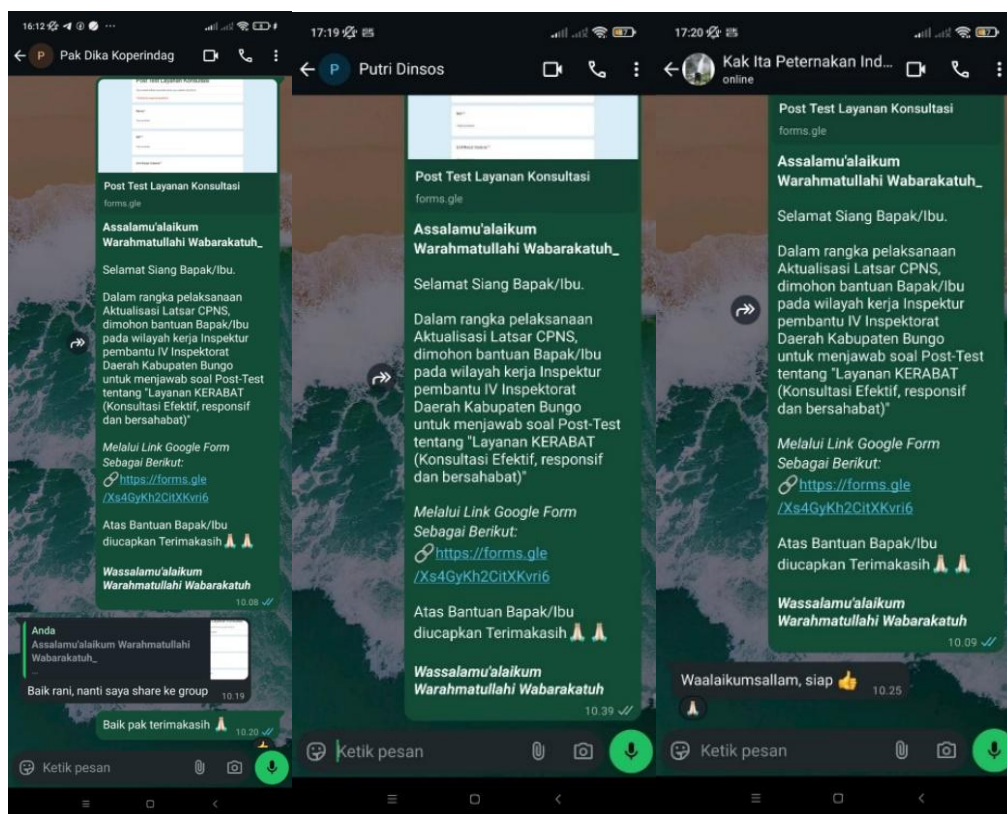 16:12
Pak Dika Koperindag
Post Test Layanan Konsultasi
Post Test Layanan Konsultasi
forms.gle
Assalamu'alaikum
Warahmatullahi Wabarakatuh_
Selamat Siang Bapak/Ibu.
Dalam rangka pelaksanaan
Aktualisasi Latsar CPNS,
dimohon bantuan Bapak/Ibu
pada wilayah kerja Inspektur
pembantu IV Inspektorat
Daerah Kabupaten Bungo
untuk menjawab soal Post-Test
tentang "Layanan KERABAT
(Konsultasi Efektif, responsif
dan bersahabat)"
Melalui Link Google Form
Sebagai Berikut:
https://forms.gle
/Xs4GyKh2CitXKvri6
Atas Bantuan Bapak/Ibu
diucapkan Terimakasih
Wassalamu'alaikum
Warahmatullahi Wabarakatuh
10.08
Anda
Assalamu'alaikum Warahmatullahi
Wabarakatuh_
...
Baik rani, nanti saya share ke group
10.19
Baik pak terimakasih
10.20
Ketik pesan
17:19
P Putri Dinsos
Post Test Layanan Konsultasi
forms.gle
Assalamu'alaikum
Warahmatullahi Wabarakatuh_
Selamat Siang Bapak/Ibu.
Dalam rangka pelaksanaan
Aktualisasi Latsar CPNS,
dimohon bantuan Bapak/Ibu
pada wilayah kerja Inspektur
pembantu IV Inspektorat
Daerah Kabupaten Bungo
untuk menjawab soal Post-Test
tentang "Layanan KERABAT
(Konsultasi Efektif, responsif
dan bersahabat)"
Melalui Link Google Form
Sebagai Berikut:
https://forms.gle
/Xs4GyKh2CitXKvri6
Atas Bantuan Bapak/Ibu
diucapkan Terimakasih
Wassalamu'alaikum
Warahmatullahi Wabarakatuh
10.39
Ketik pesan
17:20
Kak Ita Peternakan Ind...
online
Post Test Layanan Konsultasi
forms.gle
Assalamu'alaikum
Warahmatullahi Wabarakatuh_
Selamat Siang Bapak/Ibu.
Dalam rangka pelaksanaan
Aktualisasi Latsar CPNS,
dimohon bantuan Bapak/Ibu
pada wilayah kerja Inspektur
pembantu IV Inspektorat
Daerah Kabupaten Bungo
untuk menjawab soal Post-Test
tentang "Layanan KERABAT
(Konsultasi Efektif, responsif
dan bersahabat)"
Melalui Link Google Form
Sebagai Berikut:
https://forms.gle
/Xs4GyKh2CitXKvri6
Atas Bantuan Bapak/Ibu
diucapkan Terimakasih
Wassalamu'alaikum
Warahmatullahi Wabarakatuh
10.09
Waalaikumsallam, siap
10.25
Ketik pesan